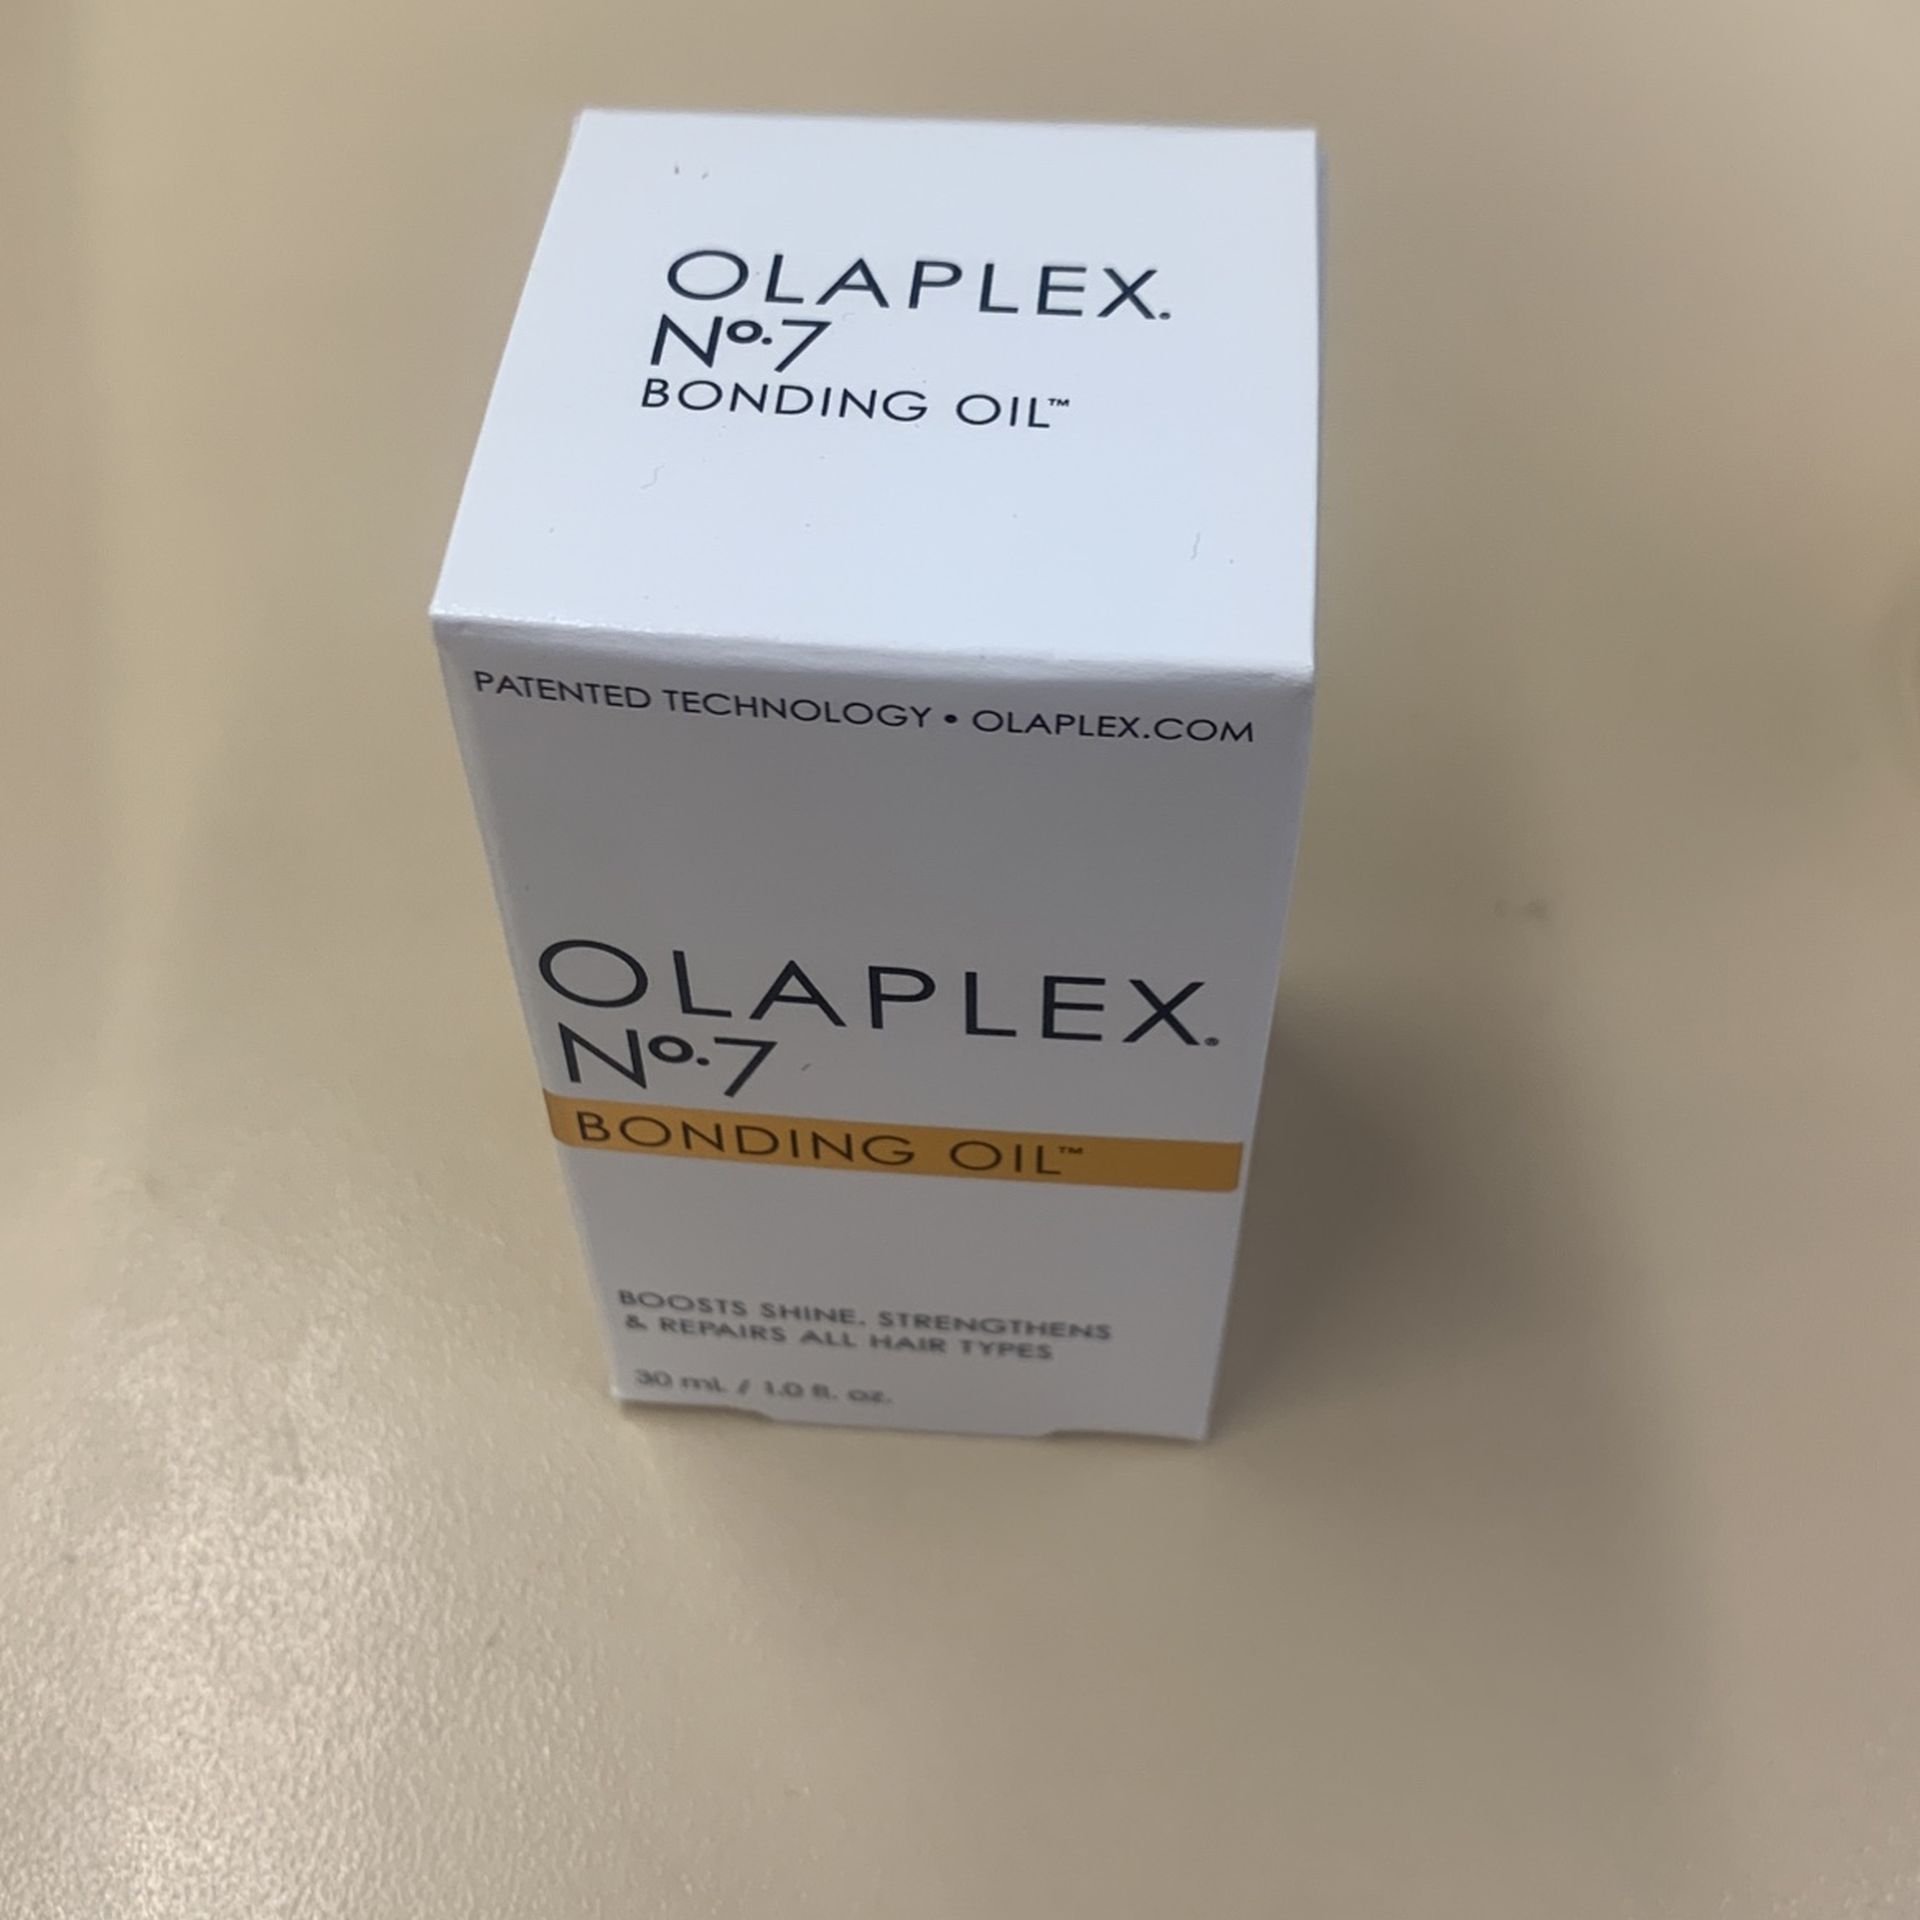 OLAPLEX®
Nº.7
BONDING OIL™
PATENTED TECHNOLOGY • OLAPLEX.COM
OLAPLEX®
Nº.7
BONDING OIL™
BOOSTS SHINE, STRENGTHENS
& REPAIRS ALL HAIR TYPES
30 mL / 1.0 fl. oz.